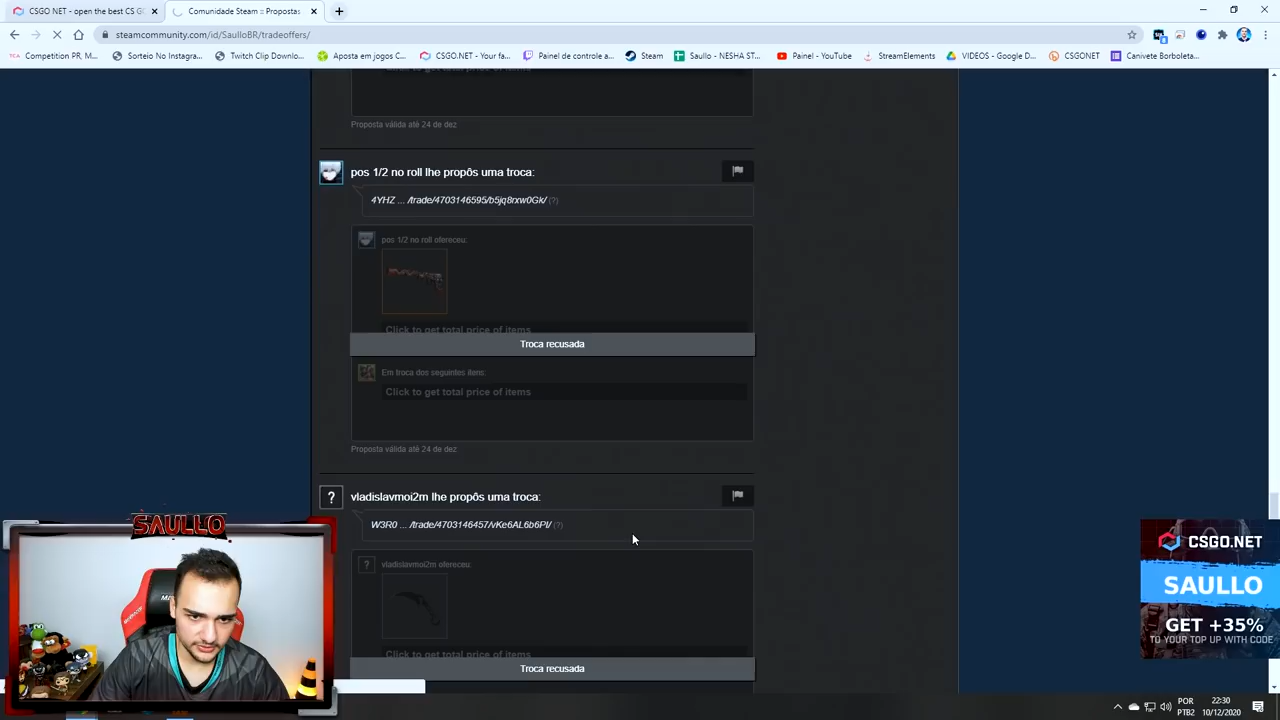 CSGO.NET - open the best CS GO
Comunidade Steam :: Propostas
steamcommunity.com/id/SaulloBR/tradeoffers/
Competition PR, M...
Sorteio No Instagra...
Twitch Clip Downlo...
Aposta em jogos C...
CSGO.NET - Your fa...
Painel de controle a...
Steam
Saullo - NESHA ST...
Painel - YouTube
StreamElements
VIDEOS - Google D...
CSGONET
Canivete Borboleta...
Proposta válida até 24 de dez
pos 1/2 no roll lhe propôs uma troca:
4YHZ ... /trade/4703146595/b5jq8rxw0Gk/ (?)
pos 1/2 no roll ofereceu:
Click to get total price of items
Troca recusada
Em troca dos seguintes itens:
Click to get total price of items
Proposta válida até 24 de dez
vladislavmoi2m lhe propôs uma troca:
W3R0 ... /trade/4703146457/vKe6AL6b6PI/ (?)
vladislavmoi2m ofereceu:
Click to get total price of items
Troca recusada
SAULLO
CSGO.NET
SAULLO
GET +35%
TO YOUR TOP UP WITH CODE
POR
PTB2
22:30
10/12/2020